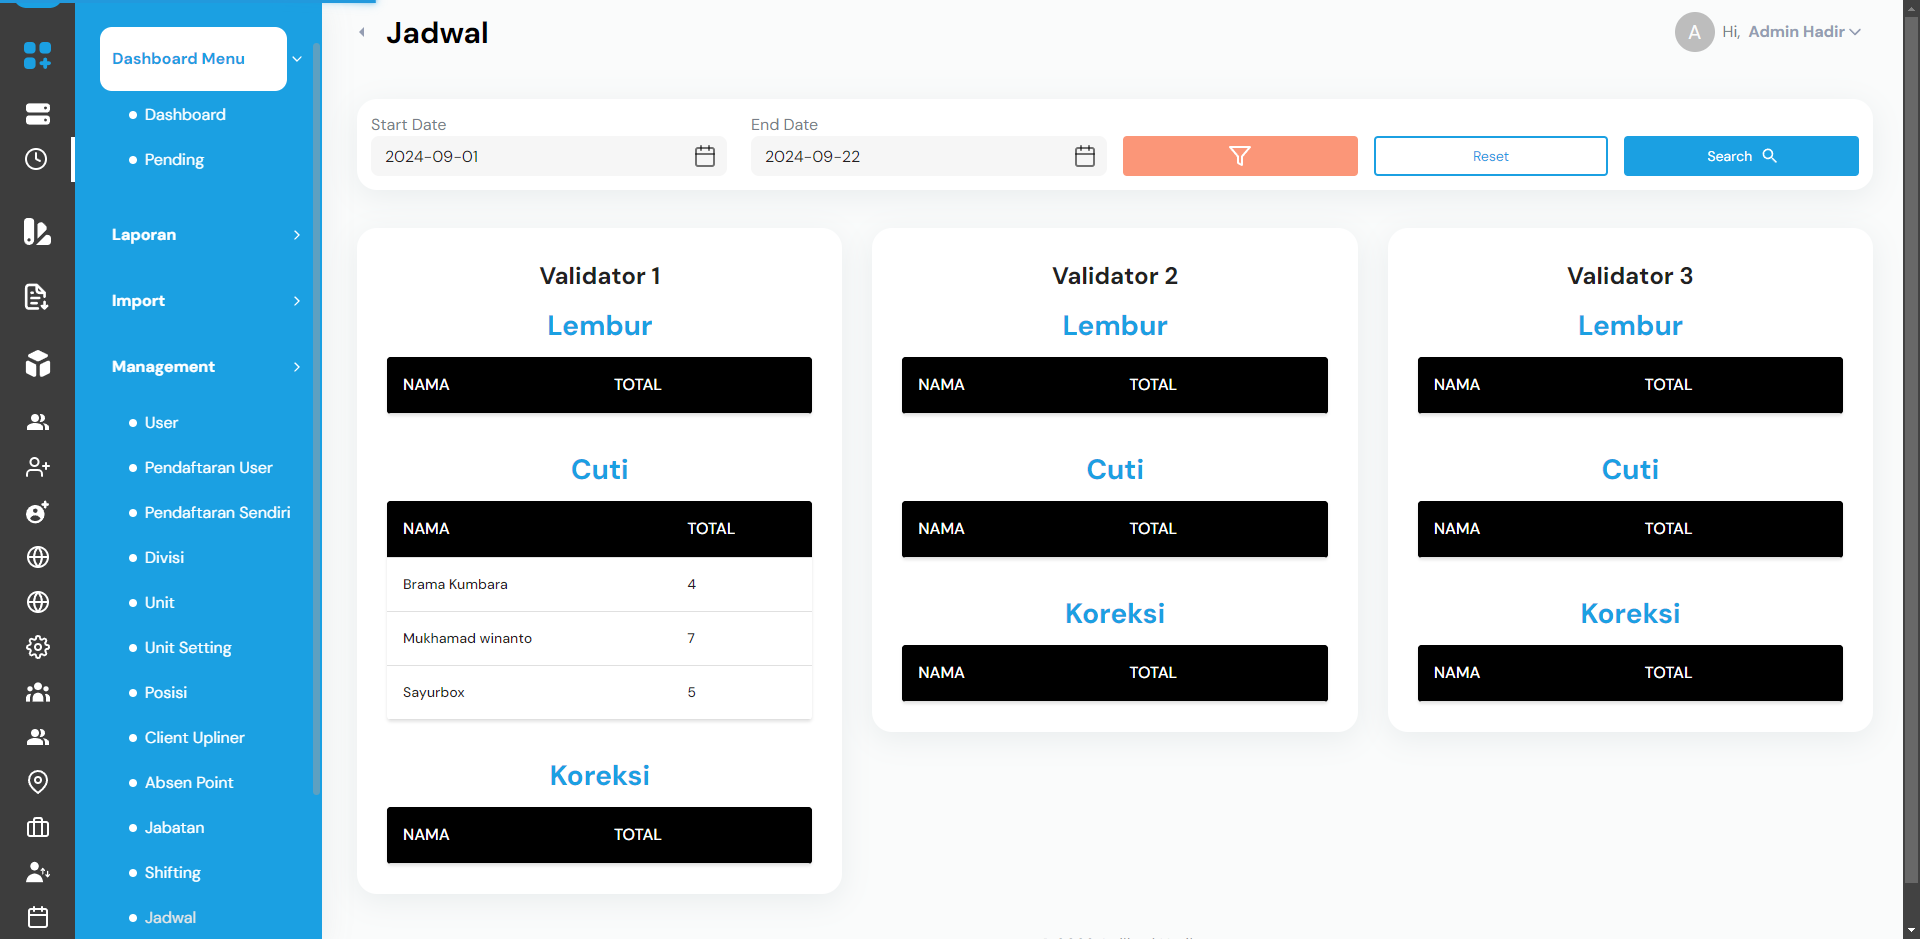 Dashboard Menu
Dashboard
Pending
Laporan
Import
Management
User
Pendaftaran User
Pendaftaran Sendiri
Divisi
Unit
Unit Setting
Posisi
Client Upliner
Absen Point
Jabatan
Shifting
Jadwal
Jadwal
A Hi, Admin Hadir
Start Date
2024-09-01
End Date
2024-09-22
Reset
Search
Validator 1
Lembur
NAMA TOTAL
Cuti
NAMA TOTAL
Brama Kumbara 4
Mukhamad winanto 7
Sayurbox 5
Koreksi
NAMA TOTAL
Validator 2
Lembur
NAMA TOTAL
Cuti
NAMA TOTAL
Koreksi
NAMA TOTAL
Validator 3
Lembur
NAMA TOTAL
Cuti
NAMA TOTAL
Koreksi
NAMA TOTAL